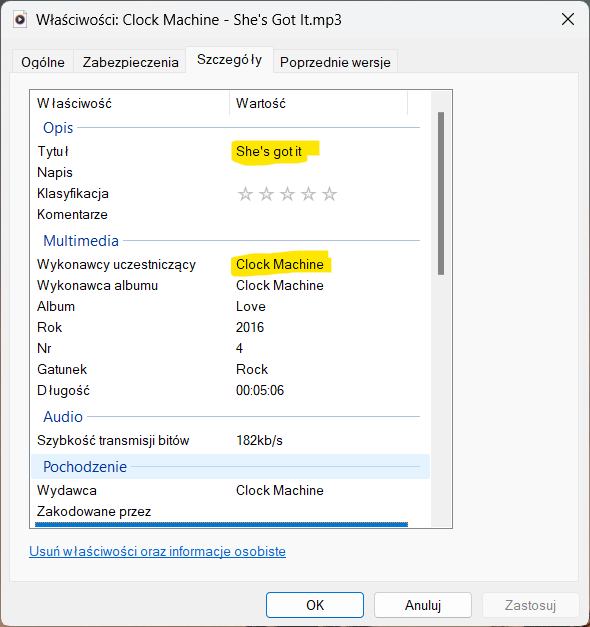 Właściwości: Clock Machine - She's Got It.mp3
Ogólne Zabezpieczenia Szczegóły Poprzednie wersje
Właściwość Wartość
Opis
Tytuł She's got it
Napis
Klasyfikacja
Komentarze
Multimedia
Wykonawcy uczestniczący Clock Machine
Wykonawca albumu Clock Machine
Album Love
Rok 2016
Nr 4
Gatunek Rock
Długość 00:05:06
Audio
Szybkość transmisji bitów 182kb/s
Pochodzenie
Wydawca Clock Machine
Zakodowane przez
Usuń właściwości oraz informacje osobiste
OK Anuluj Zastosuj